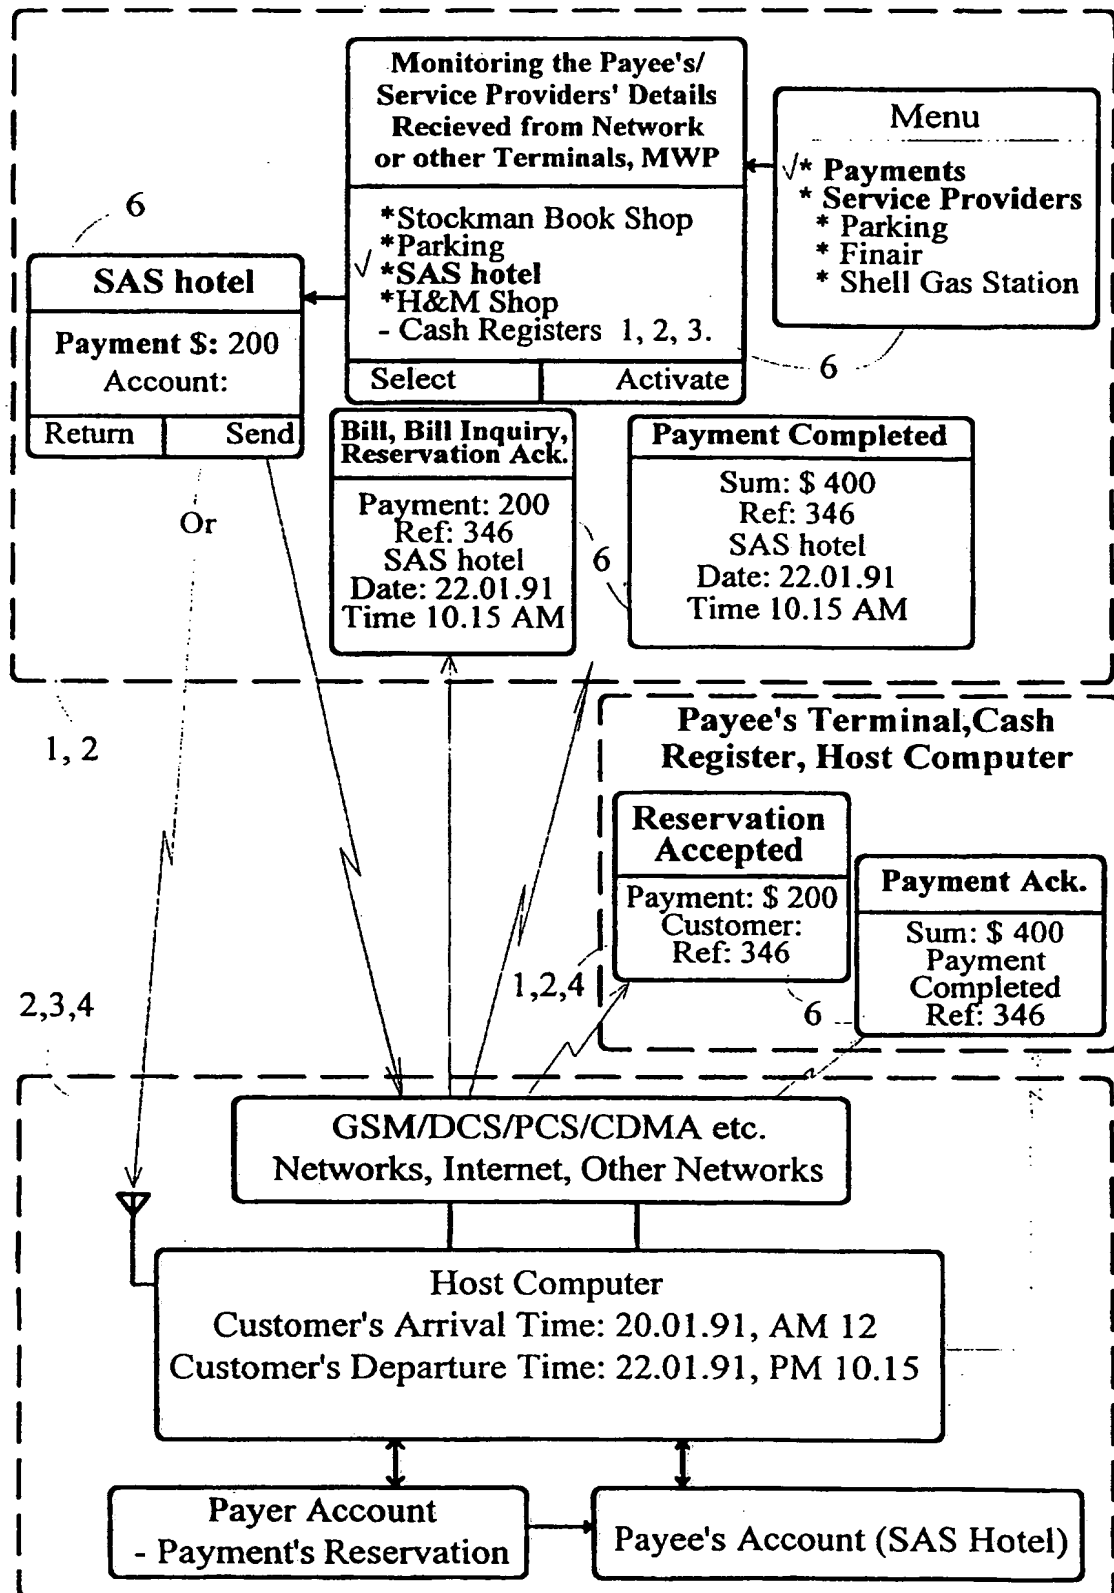 Monitoring the Payee's/
Service Providers' Details
Recieved from Network
or other Terminals, MWP
*Stockman Book Shop
*Parking
√ *SAS hotel
*H&M Shop
- Cash Registers 1, 2, 3.
Select Activate
Menu
√* Payments
* Service Providers
* Parking
* Finair
* Shell Gas Station
6
6
SAS hotel
Payment $: 200
Account:
Return Send
Or
Bill, Bill Inquiry,
Reservation Ack.
Payment: 200
Ref: 346
SAS hotel
Date: 22.01.91
Time 10.15 AM
6
Payment Completed
Sum: $ 400
Ref: 346
SAS hotel
Date: 22.01.91
Time 10.15 AM
1, 2
Payee's Terminal,Cash
Register, Host Computer
Reservation
Accepted
Payment: $ 200
Customer:
Ref: 346
Payment Ack.
Sum: $ 400
Payment
Completed
Ref: 346
1,2,4
6
2,3,4
GSM/DCS/PCS/CDMA etc.
Networks, Internet, Other Networks
Host Computer
Customer's Arrival Time: 20.01.91, AM 12
Customer's Departure Time: 22.01.91, PM 10.15
Payer Account
- Payment's Reservation
Payee's Account (SAS Hotel)